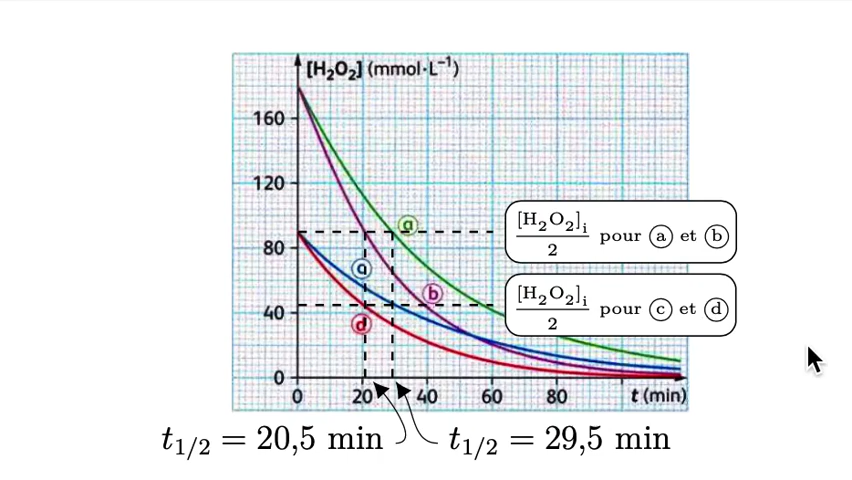 [H₂O₂] (mmol·L⁻¹)
160
120
80
40
0
0 20 40 60 80 t (min)
a
b
c
d
[H₂O₂]ᵢ/2 pour ⓐ et ⓑ
[H₂O₂]ᵢ/2 pour ⓒ et ⓓ
t₁/₂ = 20,5 min
t₁/₂ = 29,5 min